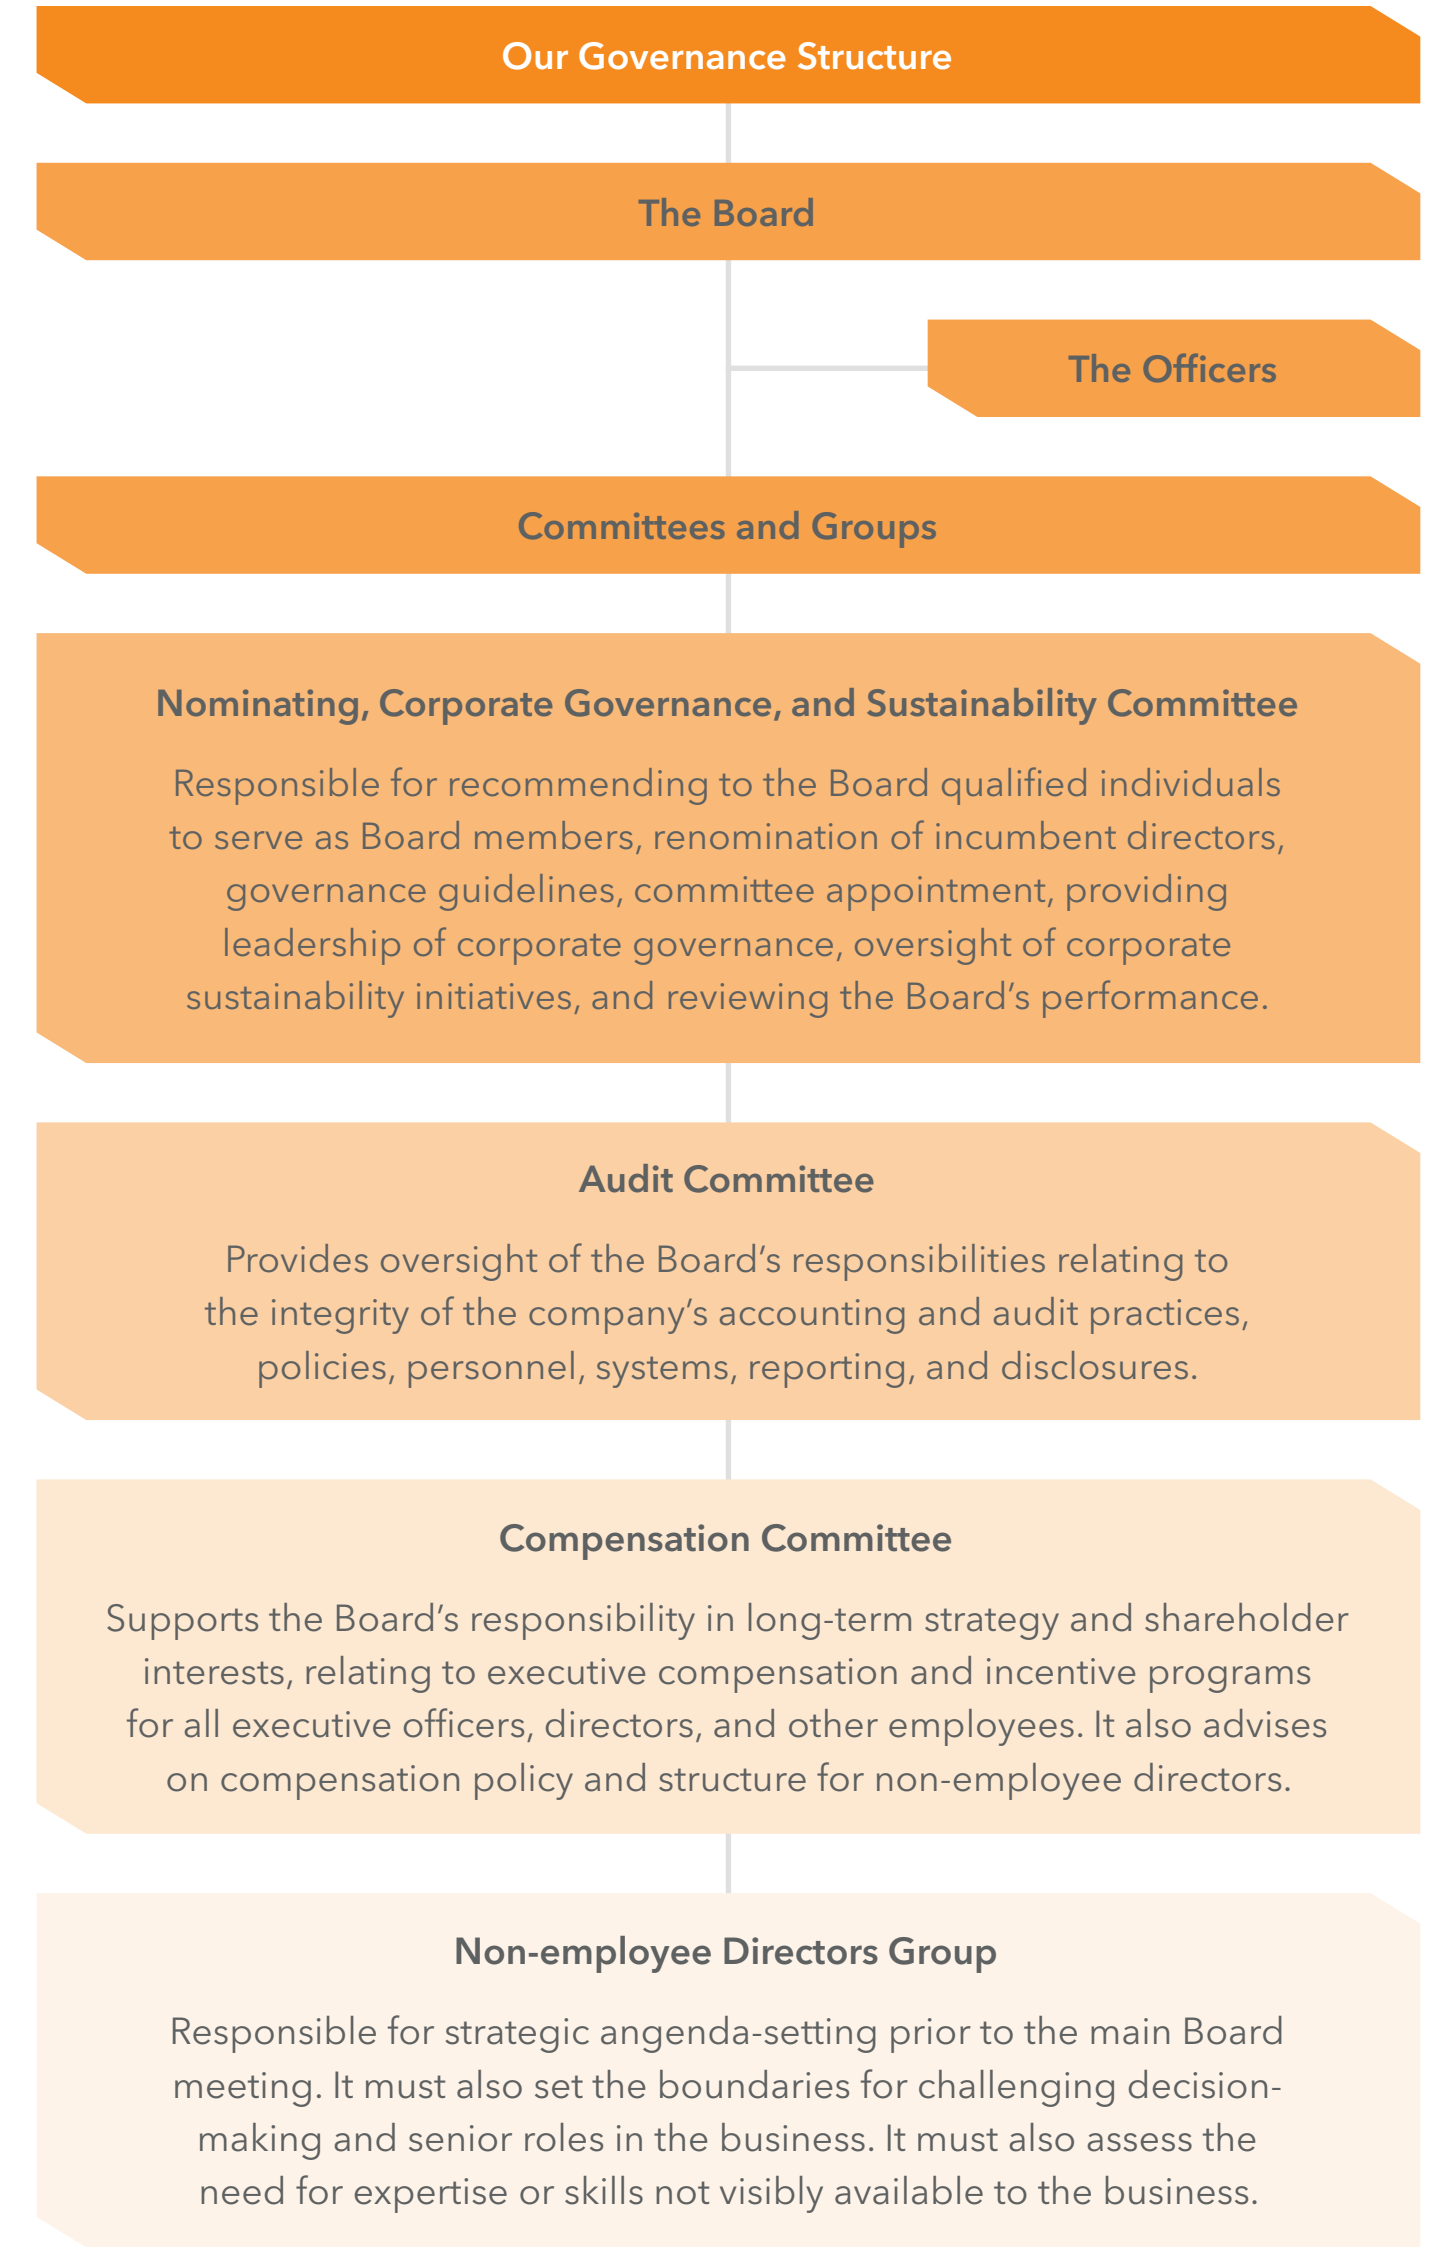 Our Governance Structure
The Board
The Officers
Committees and Groups
Nominating, Corporate Governance, and Sustainability Committee
Responsible for recommending to the Board qualified individuals
to serve as Board members, renomination of incumbent directors,
governance guidelines, committee appointment, providing
leadership of corporate governance, oversight of corporate
sustainability initiatives, and reviewing the Board’s performance.
Audit Committee
Provides oversight of the Board’s responsibilities relating to
the integrity of the company’s accounting and audit practices,
policies, personnel, systems, reporting, and disclosures.
Compensation Committee
Supports the Board’s responsibility in long-term strategy and shareholder
interests, relating to executive compensation and incentive programs
for all executive officers, directors, and other employees. It also advises
on compensation policy and structure for non-employee directors.
Non-employee Directors Group
Responsible for strategic angenda-setting prior to the main Board
meeting. It must also set the boundaries for challenging decision-
making and senior roles in the business. It must also assess the
need for expertise or skills not visibly available to the business.